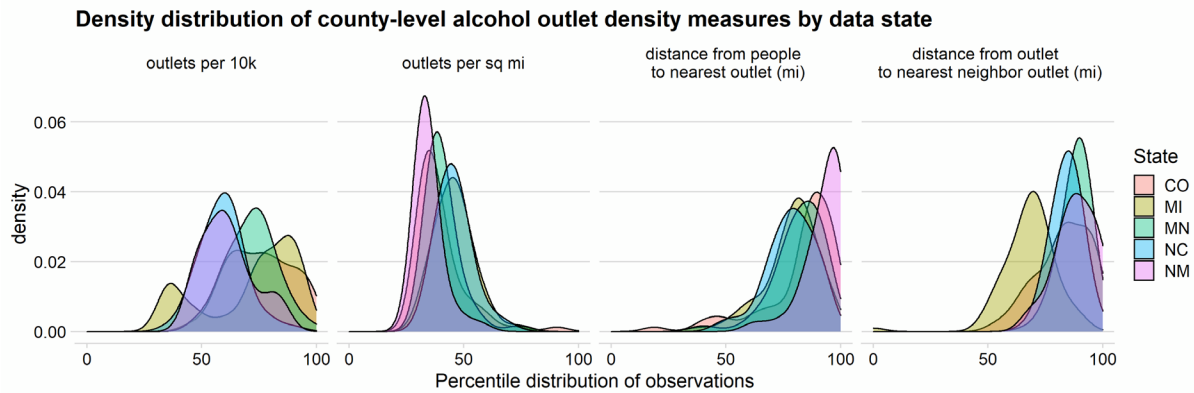 Density distribution of county-level alcohol outlet density measures by data state
outlets per 10k
outlets per sq mi
distance from people
to nearest outlet (mi)
distance from outlet
to nearest neighbor outlet (mi)
density
0.06
0.04
0.02
0.00
0 50 100
0 50 100
0 50 100
0 50 100
Percentile distribution of observations
State
CO
MI
MN
NC
NM